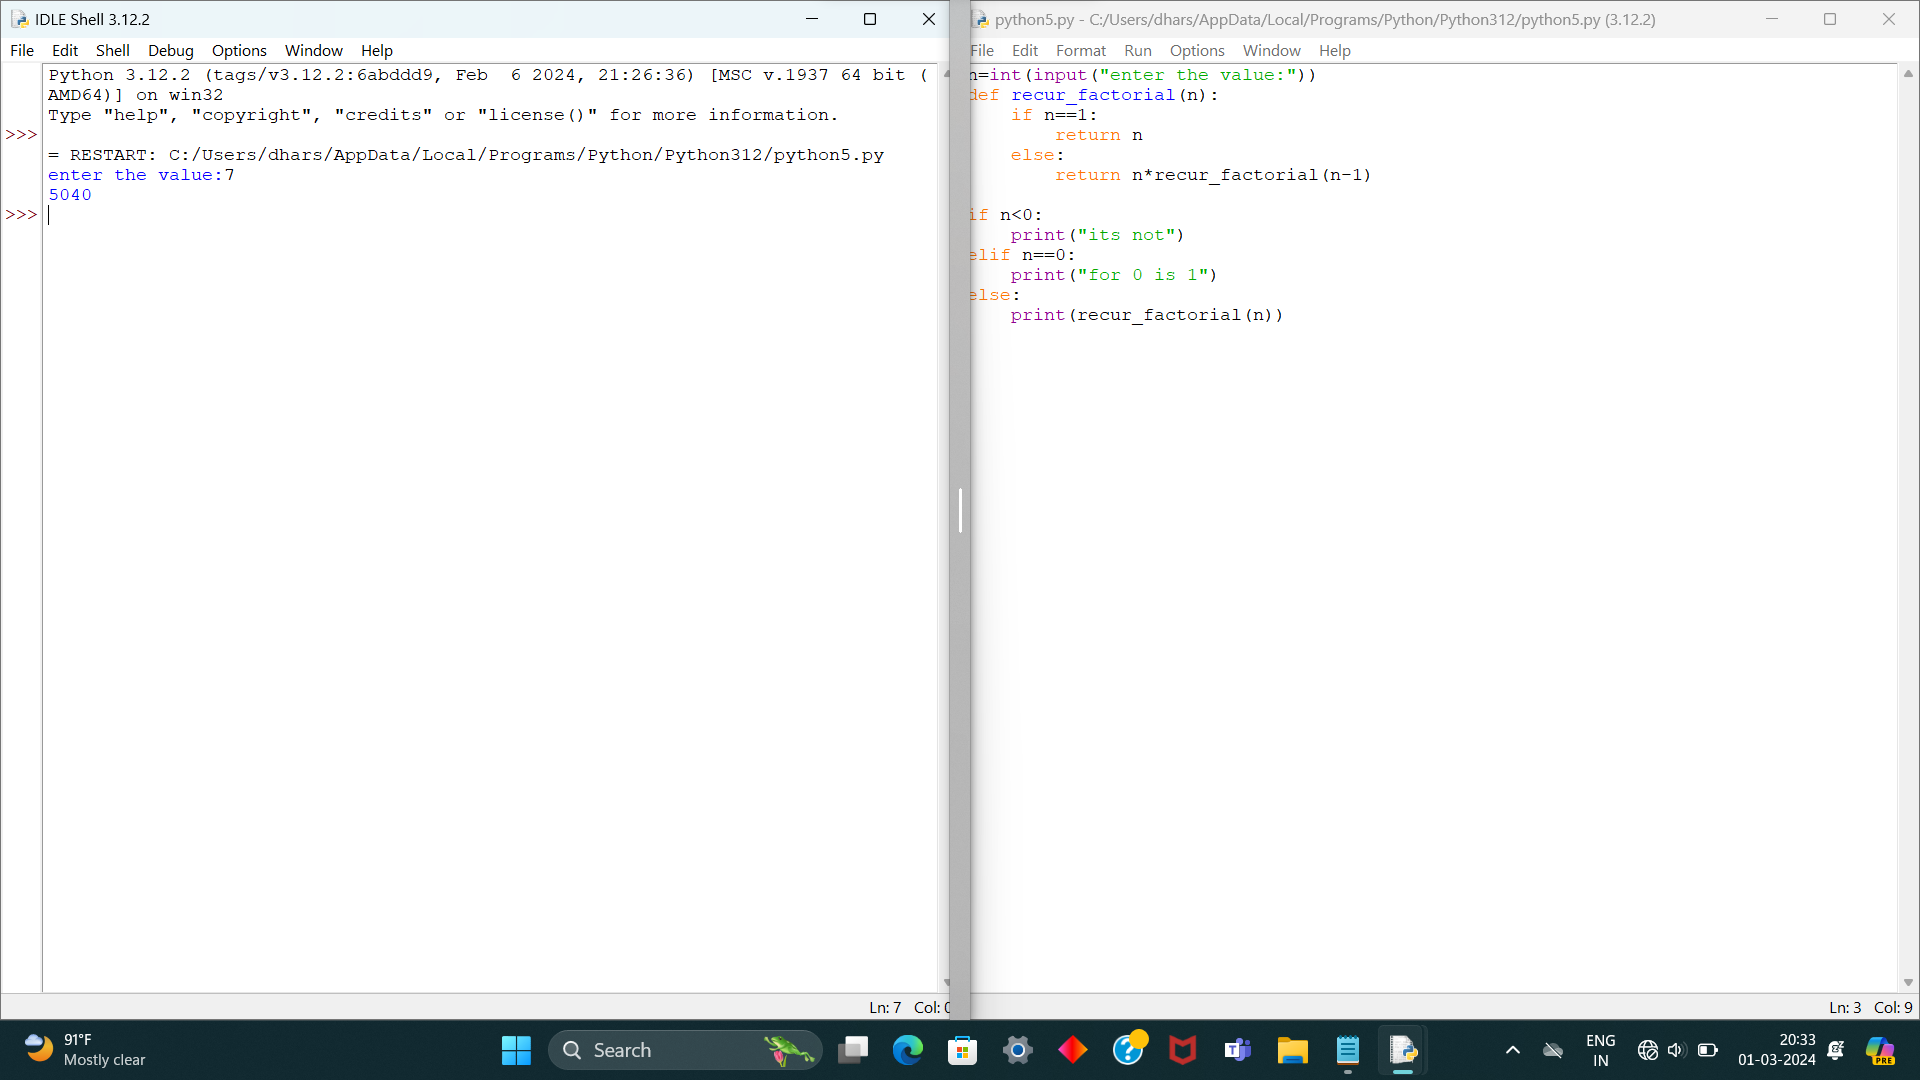 IDLE Shell 3.12.2
File Edit Shell Debug Options Window Help
Python 3.12.2 (tags/v3.12.2:6abddd9, Feb  6 2024, 21:26:36) [MSC v.1937 64 bit (
AMD64)] on win32
Type "help", "copyright", "credits" or "license()" for more information.
>>>
= RESTART: C:/Users/dhars/AppData/Local/Programs/Python/Python312/python5.py
enter the value:7
5040
>>>
Ln: 7 Col: 0
python5.py - C:/Users/dhars/AppData/Local/Programs/Python/Python312/python5.py (3.12.2)
File Edit Format Run Options Window Help
n=int(input("enter the value:"))
def recur_factorial(n):
    if n==1:
        return n
    else:
        return n*recur_factorial(n-1)
if n<0:
    print("its not")
elif n==0:
    print("for 0 is 1")
else:
    print(recur_factorial(n))
Ln: 3 Col: 9
91°F
Mostly clear
Search
ENG
IN
20:33
01-03-2024
PRE